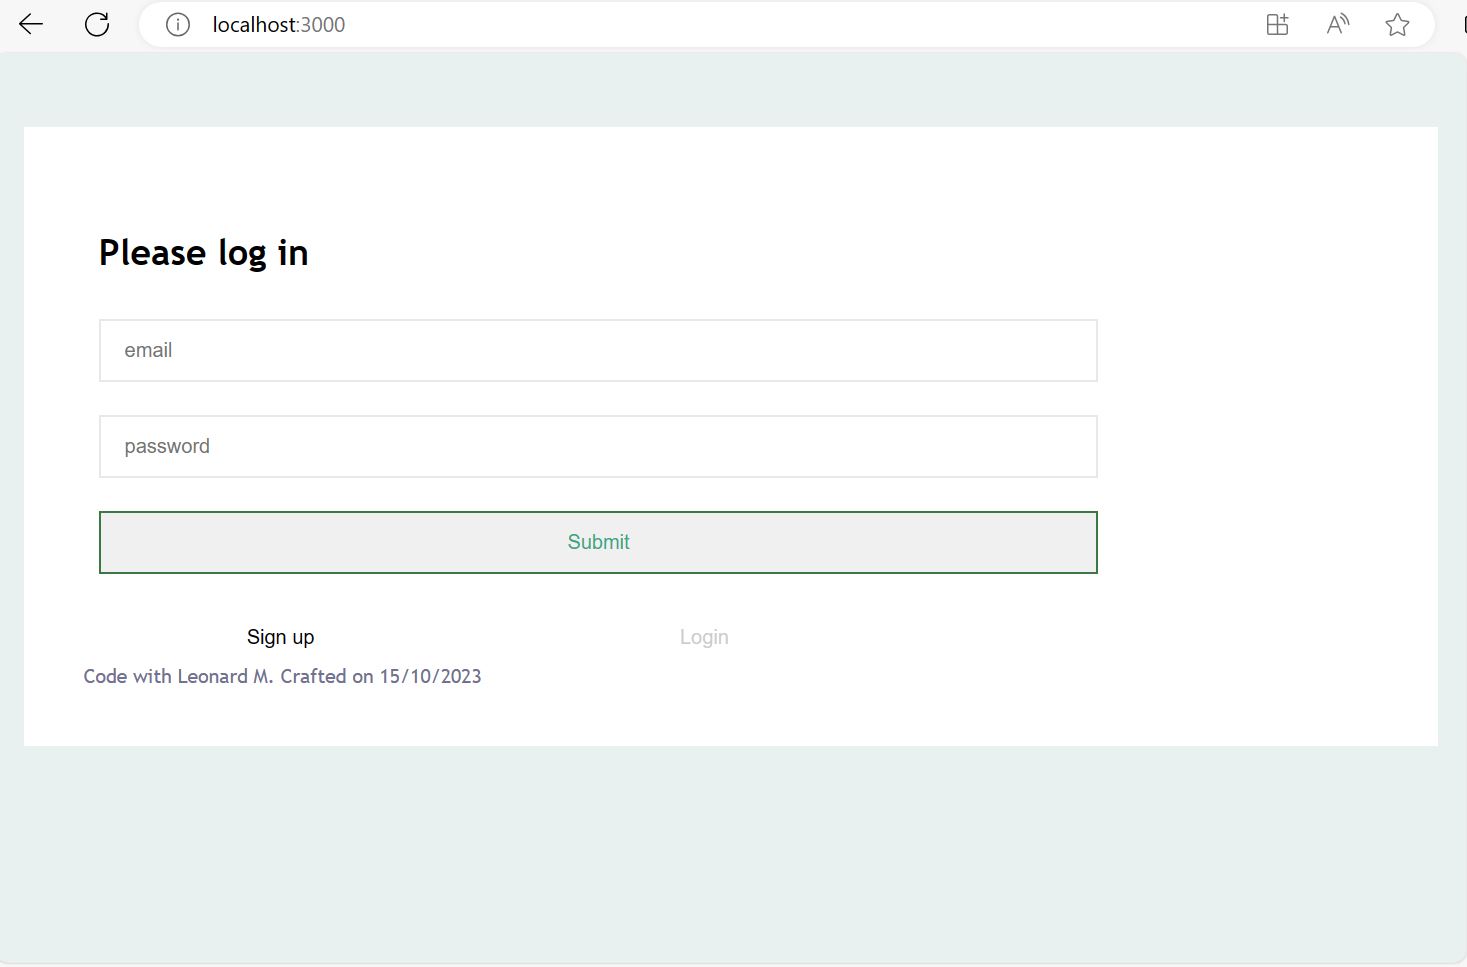 localhost:3000
Please log in
email
password
Submit
Sign up
Login
Code with Leonard M. Crafted on 15/10/2023